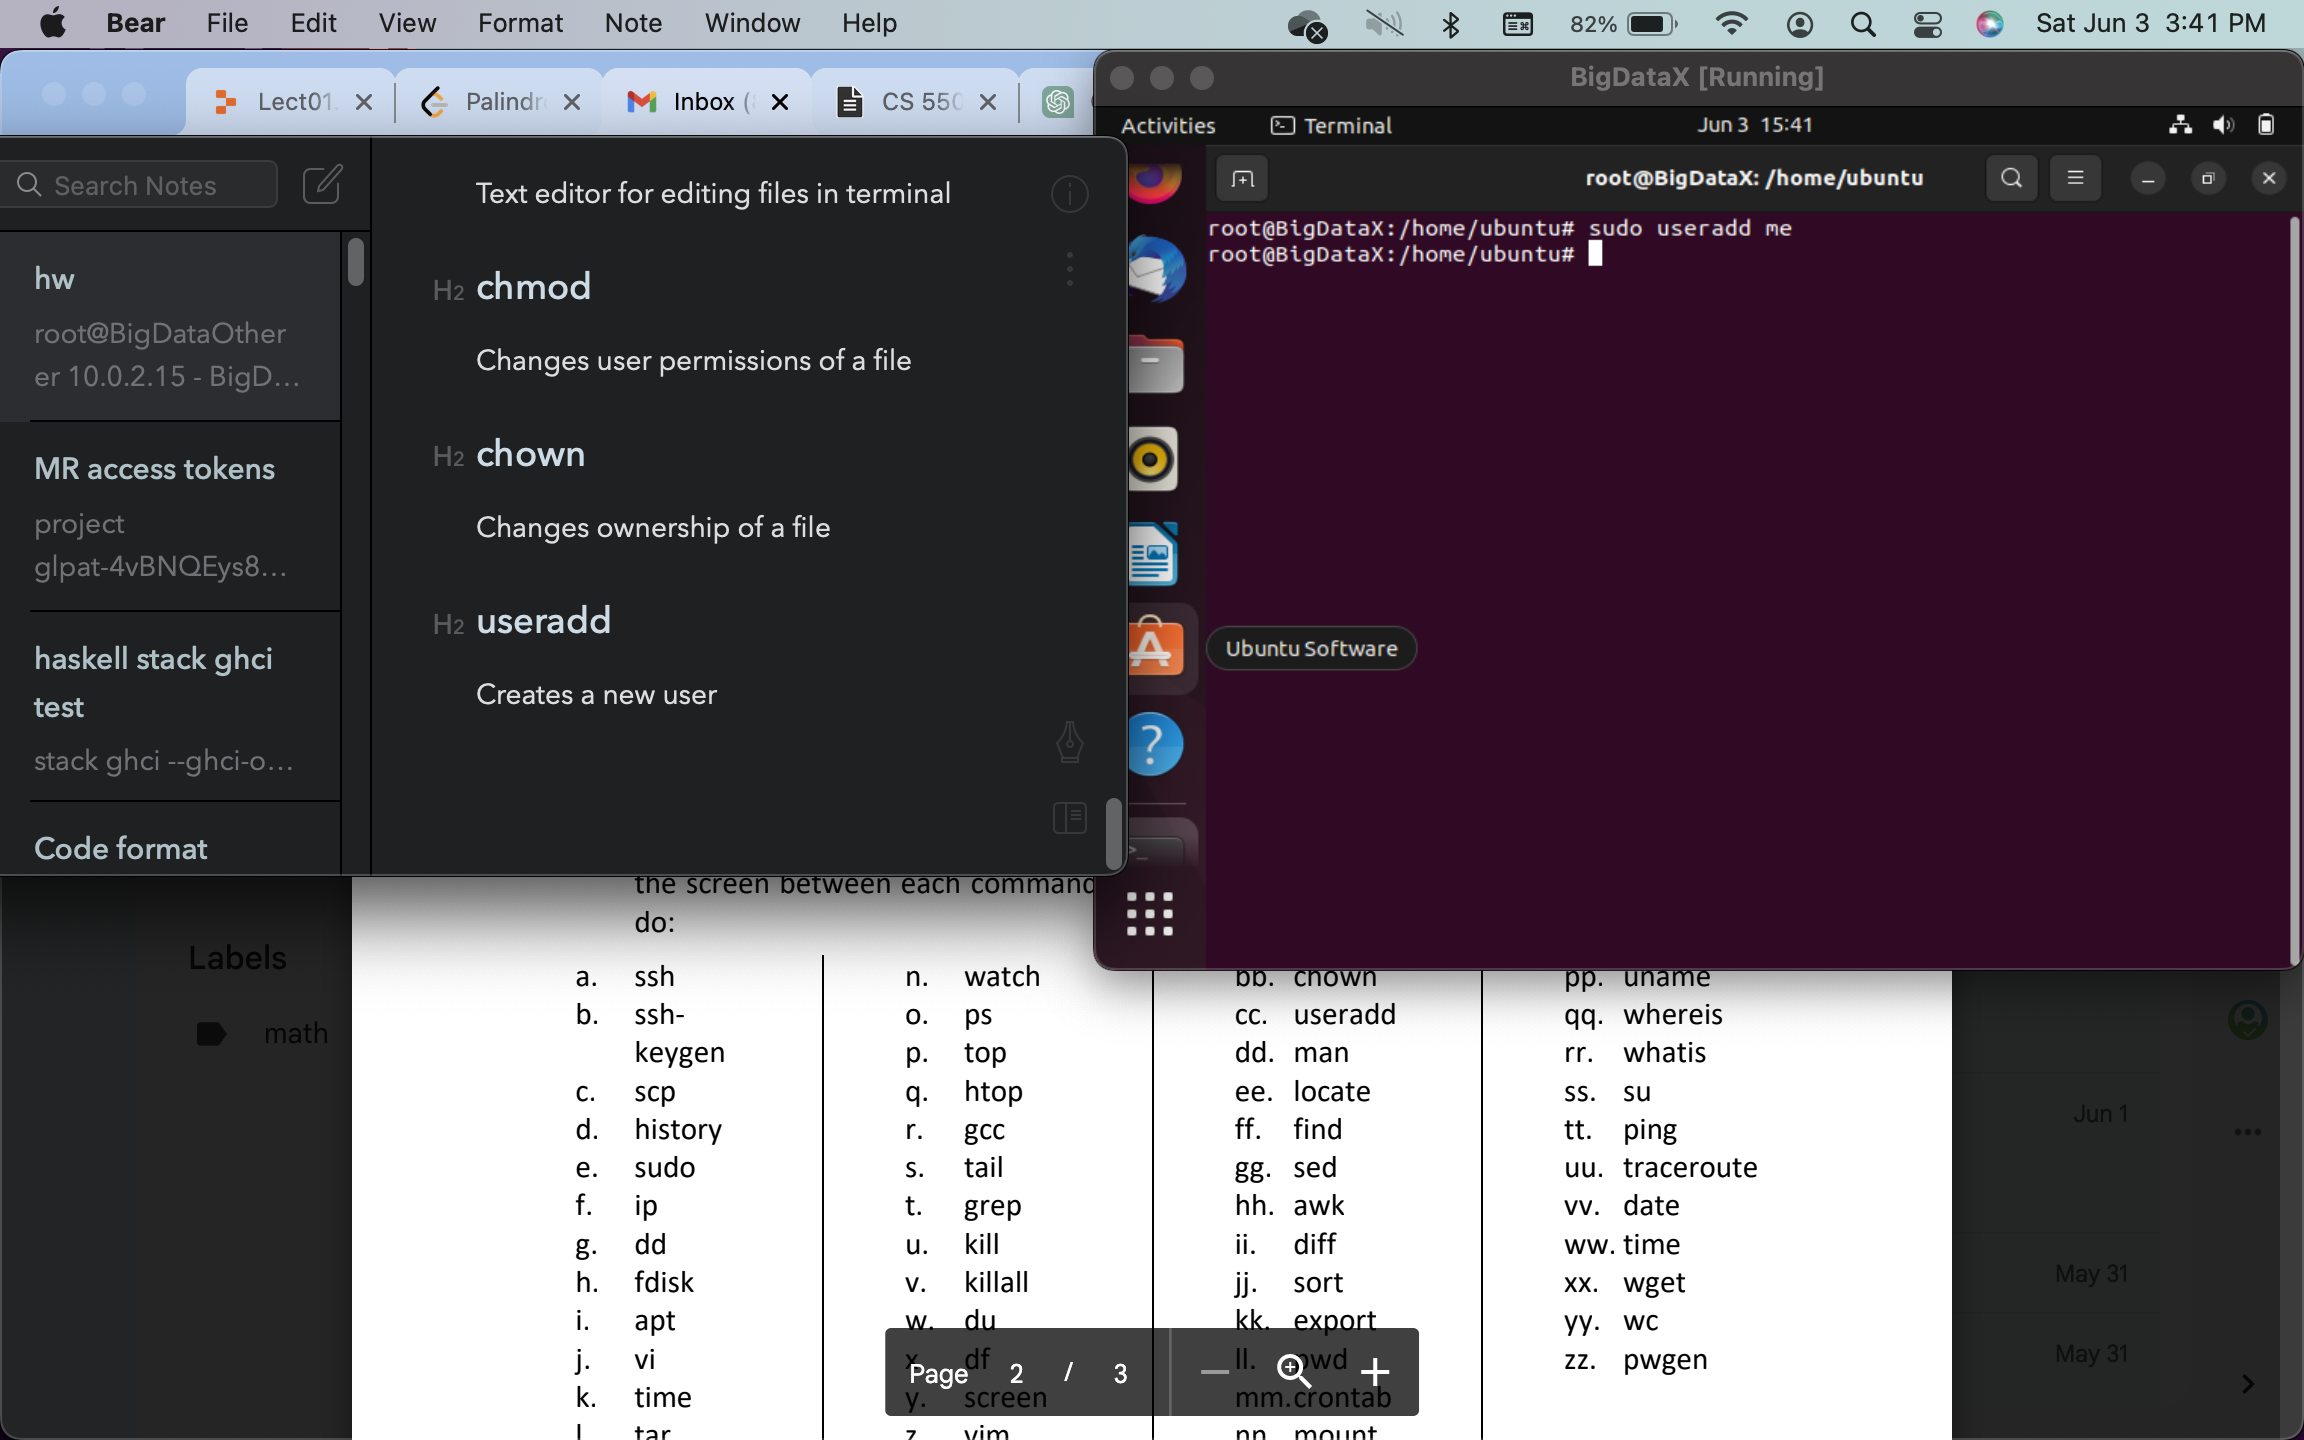 Bear File Edit View Format Note Window Help
82%
Sat Jun 3 3:41 PM
Lect01.
Palindr
Inbox (
CS 550
BigDataX [Running]
Activities
Terminal
Jun 3 15:41
root@BigDataX: /home/ubuntu
root@BigDataX:/home/ubuntu# sudo useradd me
root@BigDataX:/home/ubuntu#
Ubuntu Software
Search Notes
hw
root@BigDataOther
er 10.0.2.15 - BigD...
MR access tokens
project
glpat-4vBNQEys8...
haskell stack ghci
test
stack ghci --ghci-o...
Code format
Text editor for editing files in terminal
H2 chmod
Changes user permissions of a file
H2 chown
Changes ownership of a file
H2 useradd
Creates a new user
the screen between each command
do:
a. ssh
b. ssh-
keygen
c. scp
d. history
e. sudo
f. ip
g. dd
h. fdisk
i. apt
j. vi
k. time
l. tar
n. watch
o. ps
p. top
q. htop
r. gcc
s. tail
t. grep
u. kill
v. killall
w. du
x. df
y. screen
z. vim
bb. chown
cc. useradd
dd. man
ee. locate
ff. find
gg. sed
hh. awk
ii. diff
jj. sort
kk. export
ll. pwd
mm. crontab
nn. mount
pp. uname
qq. whereis
rr. whatis
ss. su
tt. ping
uu. traceroute
vv. date
ww. time
xx. wget
yy. wc
zz. pwgen
Page 2 / 3
Labels
math
Jun 1
May 31
May 31